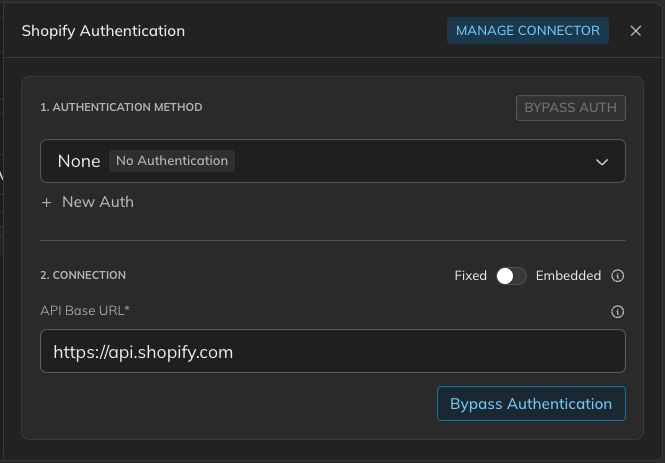 Shopify Authentication
MANAGE CONNECTOR
1. AUTHENTICATION METHOD
BYPASS AUTH
None No Authentication
+ New Auth
2. CONNECTION
Fixed
Embedded
API Base URL*
https://api.shopify.com
Bypass Authentication